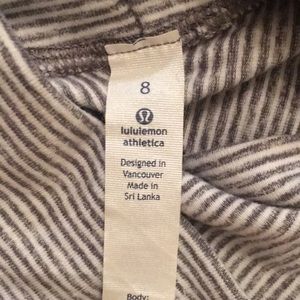 8
lululemon
athletica
Designed in
Vancouver
Made in
Sri Lanka
Body: